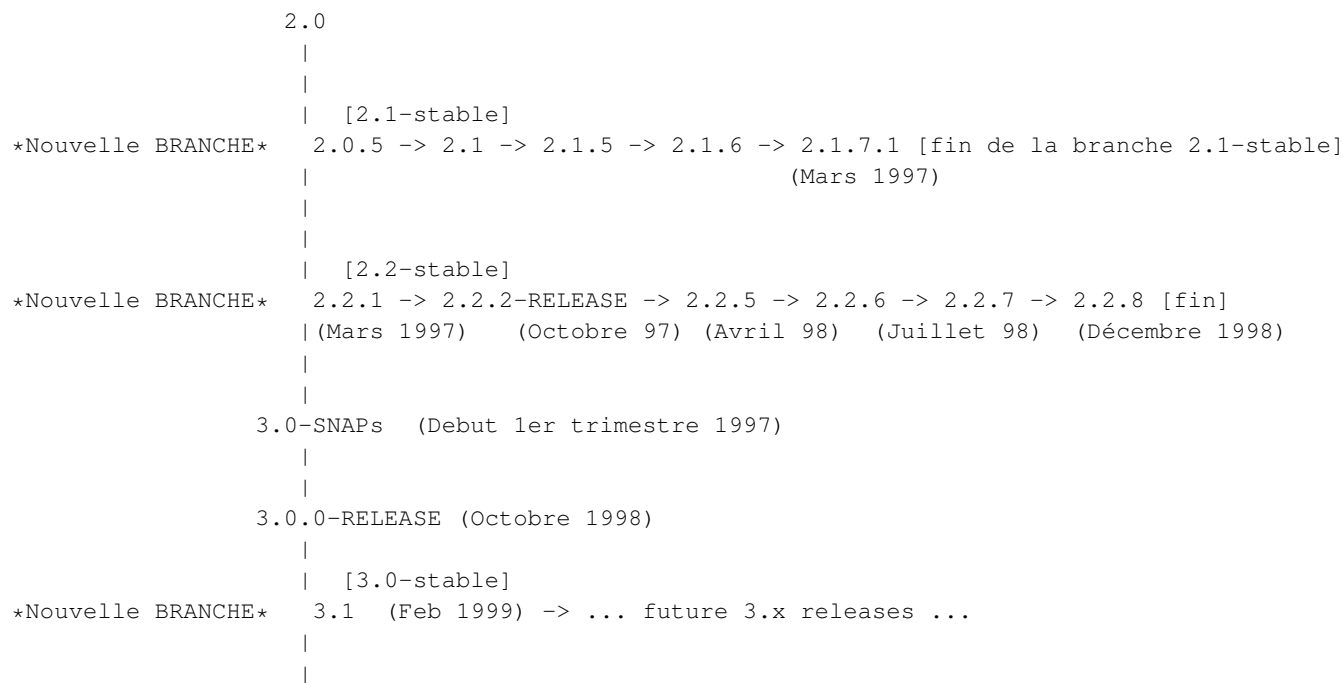 2.0
|
|
| [2.1-stable]
*Nouvelle BRANCHE* 2.0.5 -> 2.1 -> 2.1.5 -> 2.1.6 -> 2.1.7.1 [fin de la branche 2.1-stable]
| (Mars 1997)
|
|
| [2.2-stable]
*Nouvelle BRANCHE* 2.2.1 -> 2.2.2-RELEASE -> 2.2.5 -> 2.2.6 -> 2.2.7 -> 2.2.8 [fin]
|(Mars 1997) (Octobre 97) (Avril 98) (Juillet 98) (Décembre 1998)
|
|
3.0-SNAPs (Debut 1er trimestre 1997)
|
|
3.0.0-RELEASE (Octobre 1998)
|
| [3.0-stable]
*Nouvelle BRANCHE* 3.1 (Feb 1999) -> ... future 3.x releases ...
|
|